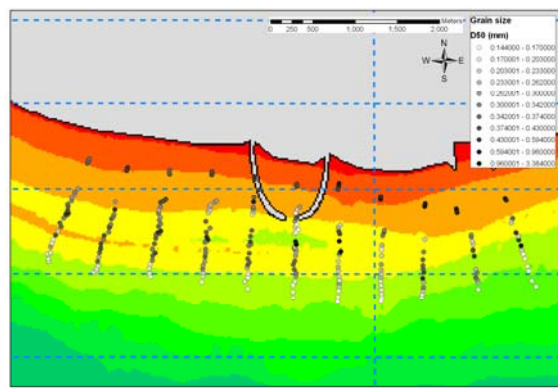 Meters
0 250 500 1.000 1.500 2.000
N
W E
S
Grain size
D50 (mm)
0.144000 - 0.170000
0.170001 - 0.203000
0.203001 - 0.233000
0.233001 - 0.262000
0.262001 - 0.300000
0.300001 - 0.342000
0.342001 - 0.374000
0.374001 - 0.430000
0.430001 - 0.594000
0.594001 - 0.960000
0.960001 - 3.384000